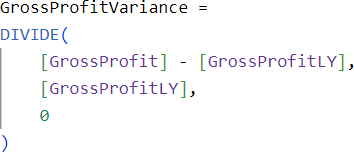 GrossProfitVariance =
DIVIDE(
    [GrossProfit] - [GrossProfitLY],
    [GrossProfitLY],
    0
)